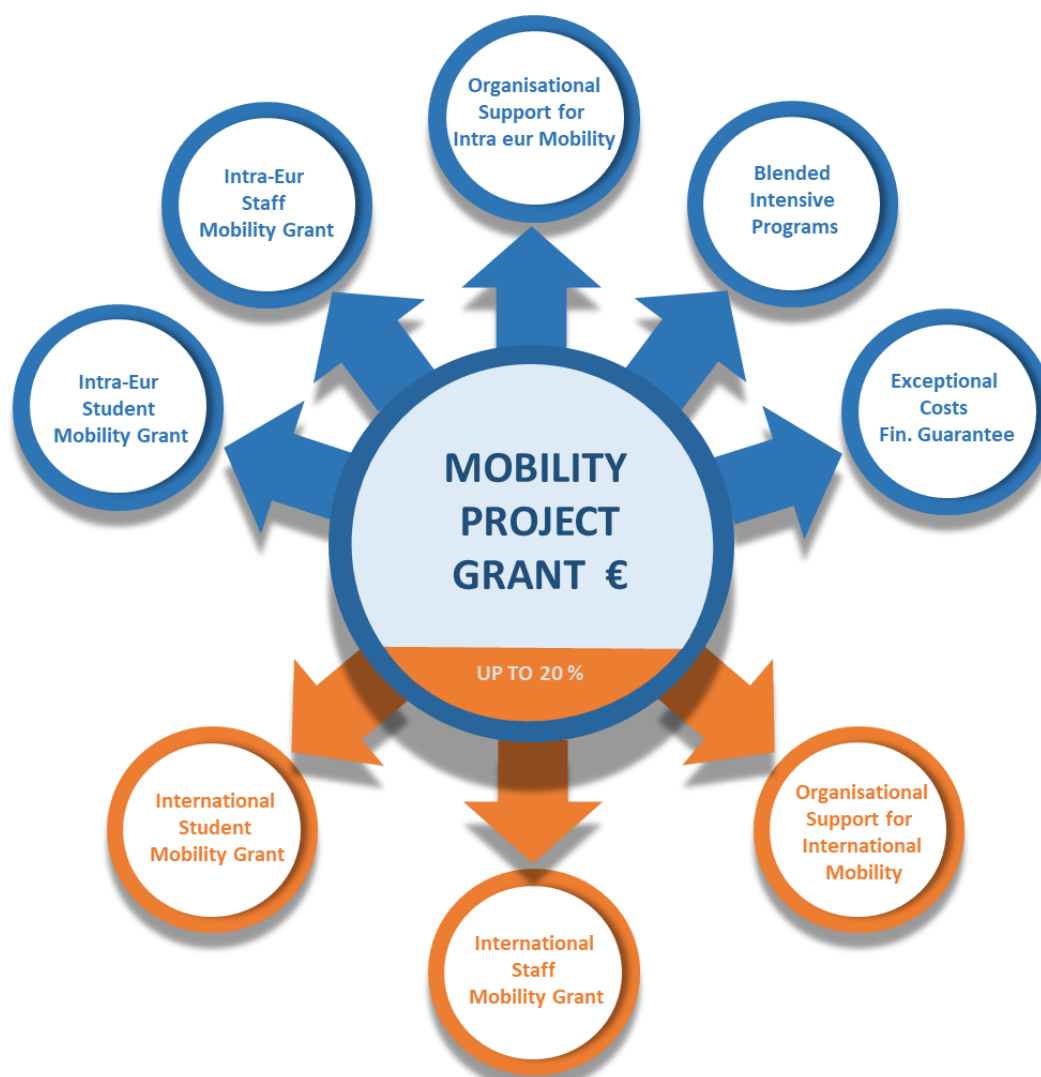 Organisational
Support for
Intra eur Mobility
Intra-Eur
Staff
Mobility Grant
Blended
Intensive
Programs
Intra-Eur
Student
Mobility Grant
Exceptional
Costs
Fin. Guarantee
MOBILITY
PROJECT
GRANT €
UP TO 20 %
International
Student
Mobility Grant
Organisational
Support for
International
Mobility
International
Staff
Mobility Grant